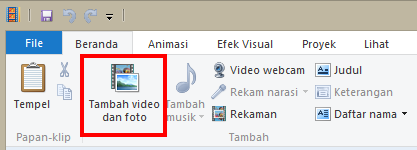 File Beranda Animasi Efek Visual Proyek Lihat
Tempel
Papan-klip
Tambah video
dan foto
Tambah
musik
Video webcam
Rekam narasi
Rekaman
Judul
Keterangan
Daftar nama
Tambah